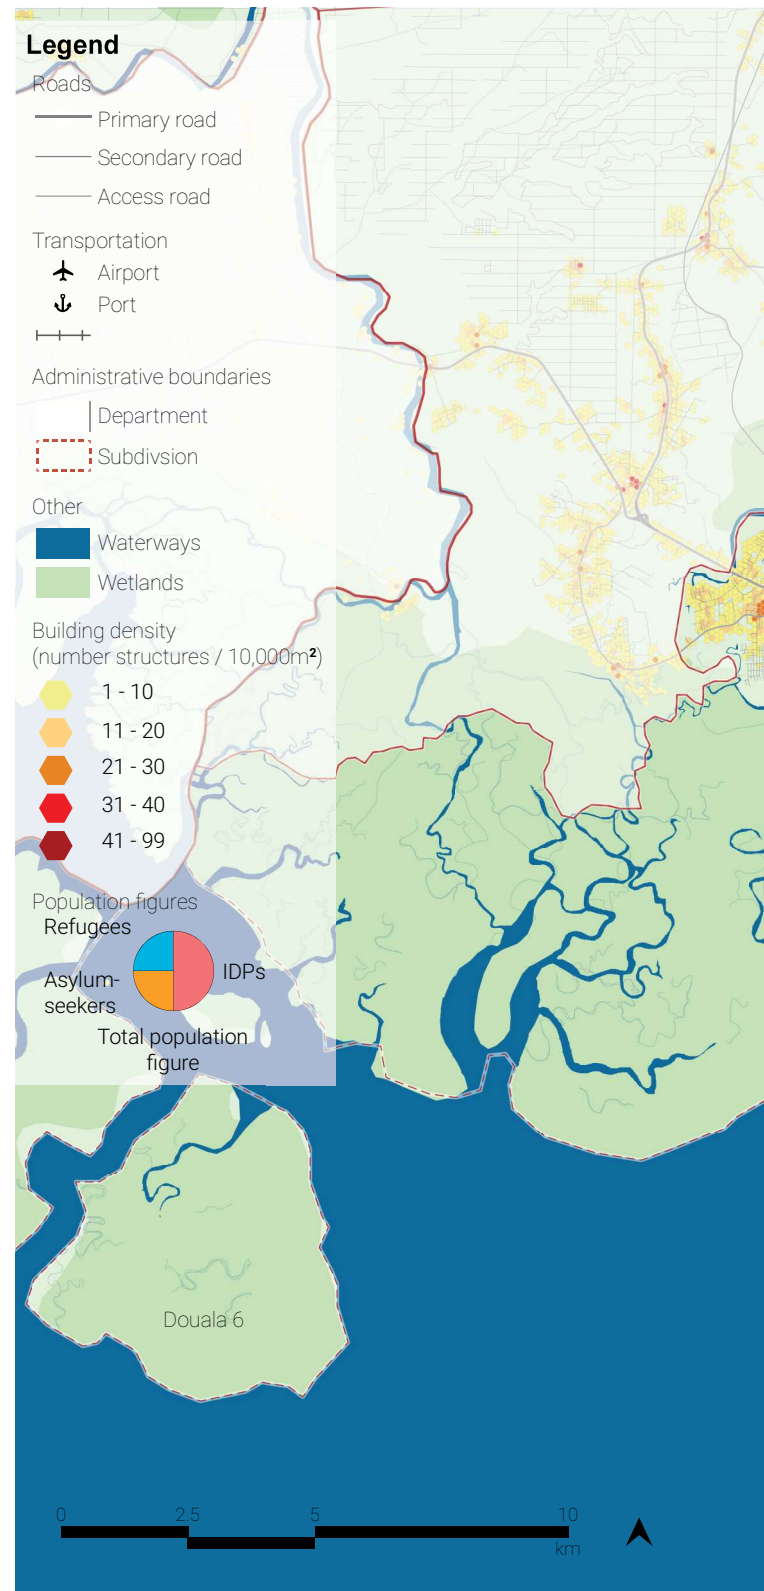 Legend
Roads
Primary road
Secondary road
Access road
Transportation
Airport
Port
Administrative boundaries
Department
Subdivsion
Other
Waterways
Wetlands
Building density
(number structures / 10,000m²)
1 - 10
11 - 20
21 - 30
31 - 40
41 - 99
Population figures
Refugees
IDPs
Asylum-
seekers
Total population
figure
Douala 6
0 2.5 5 10
km